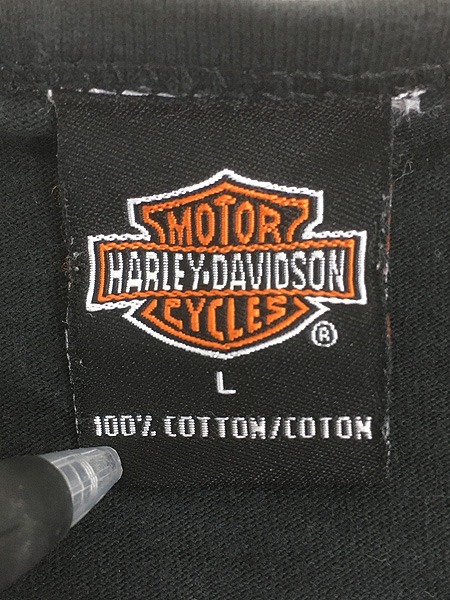 MOTOR
HARLEY-DAVIDSON
CYCLES
®
L
100% COTTON/COTON